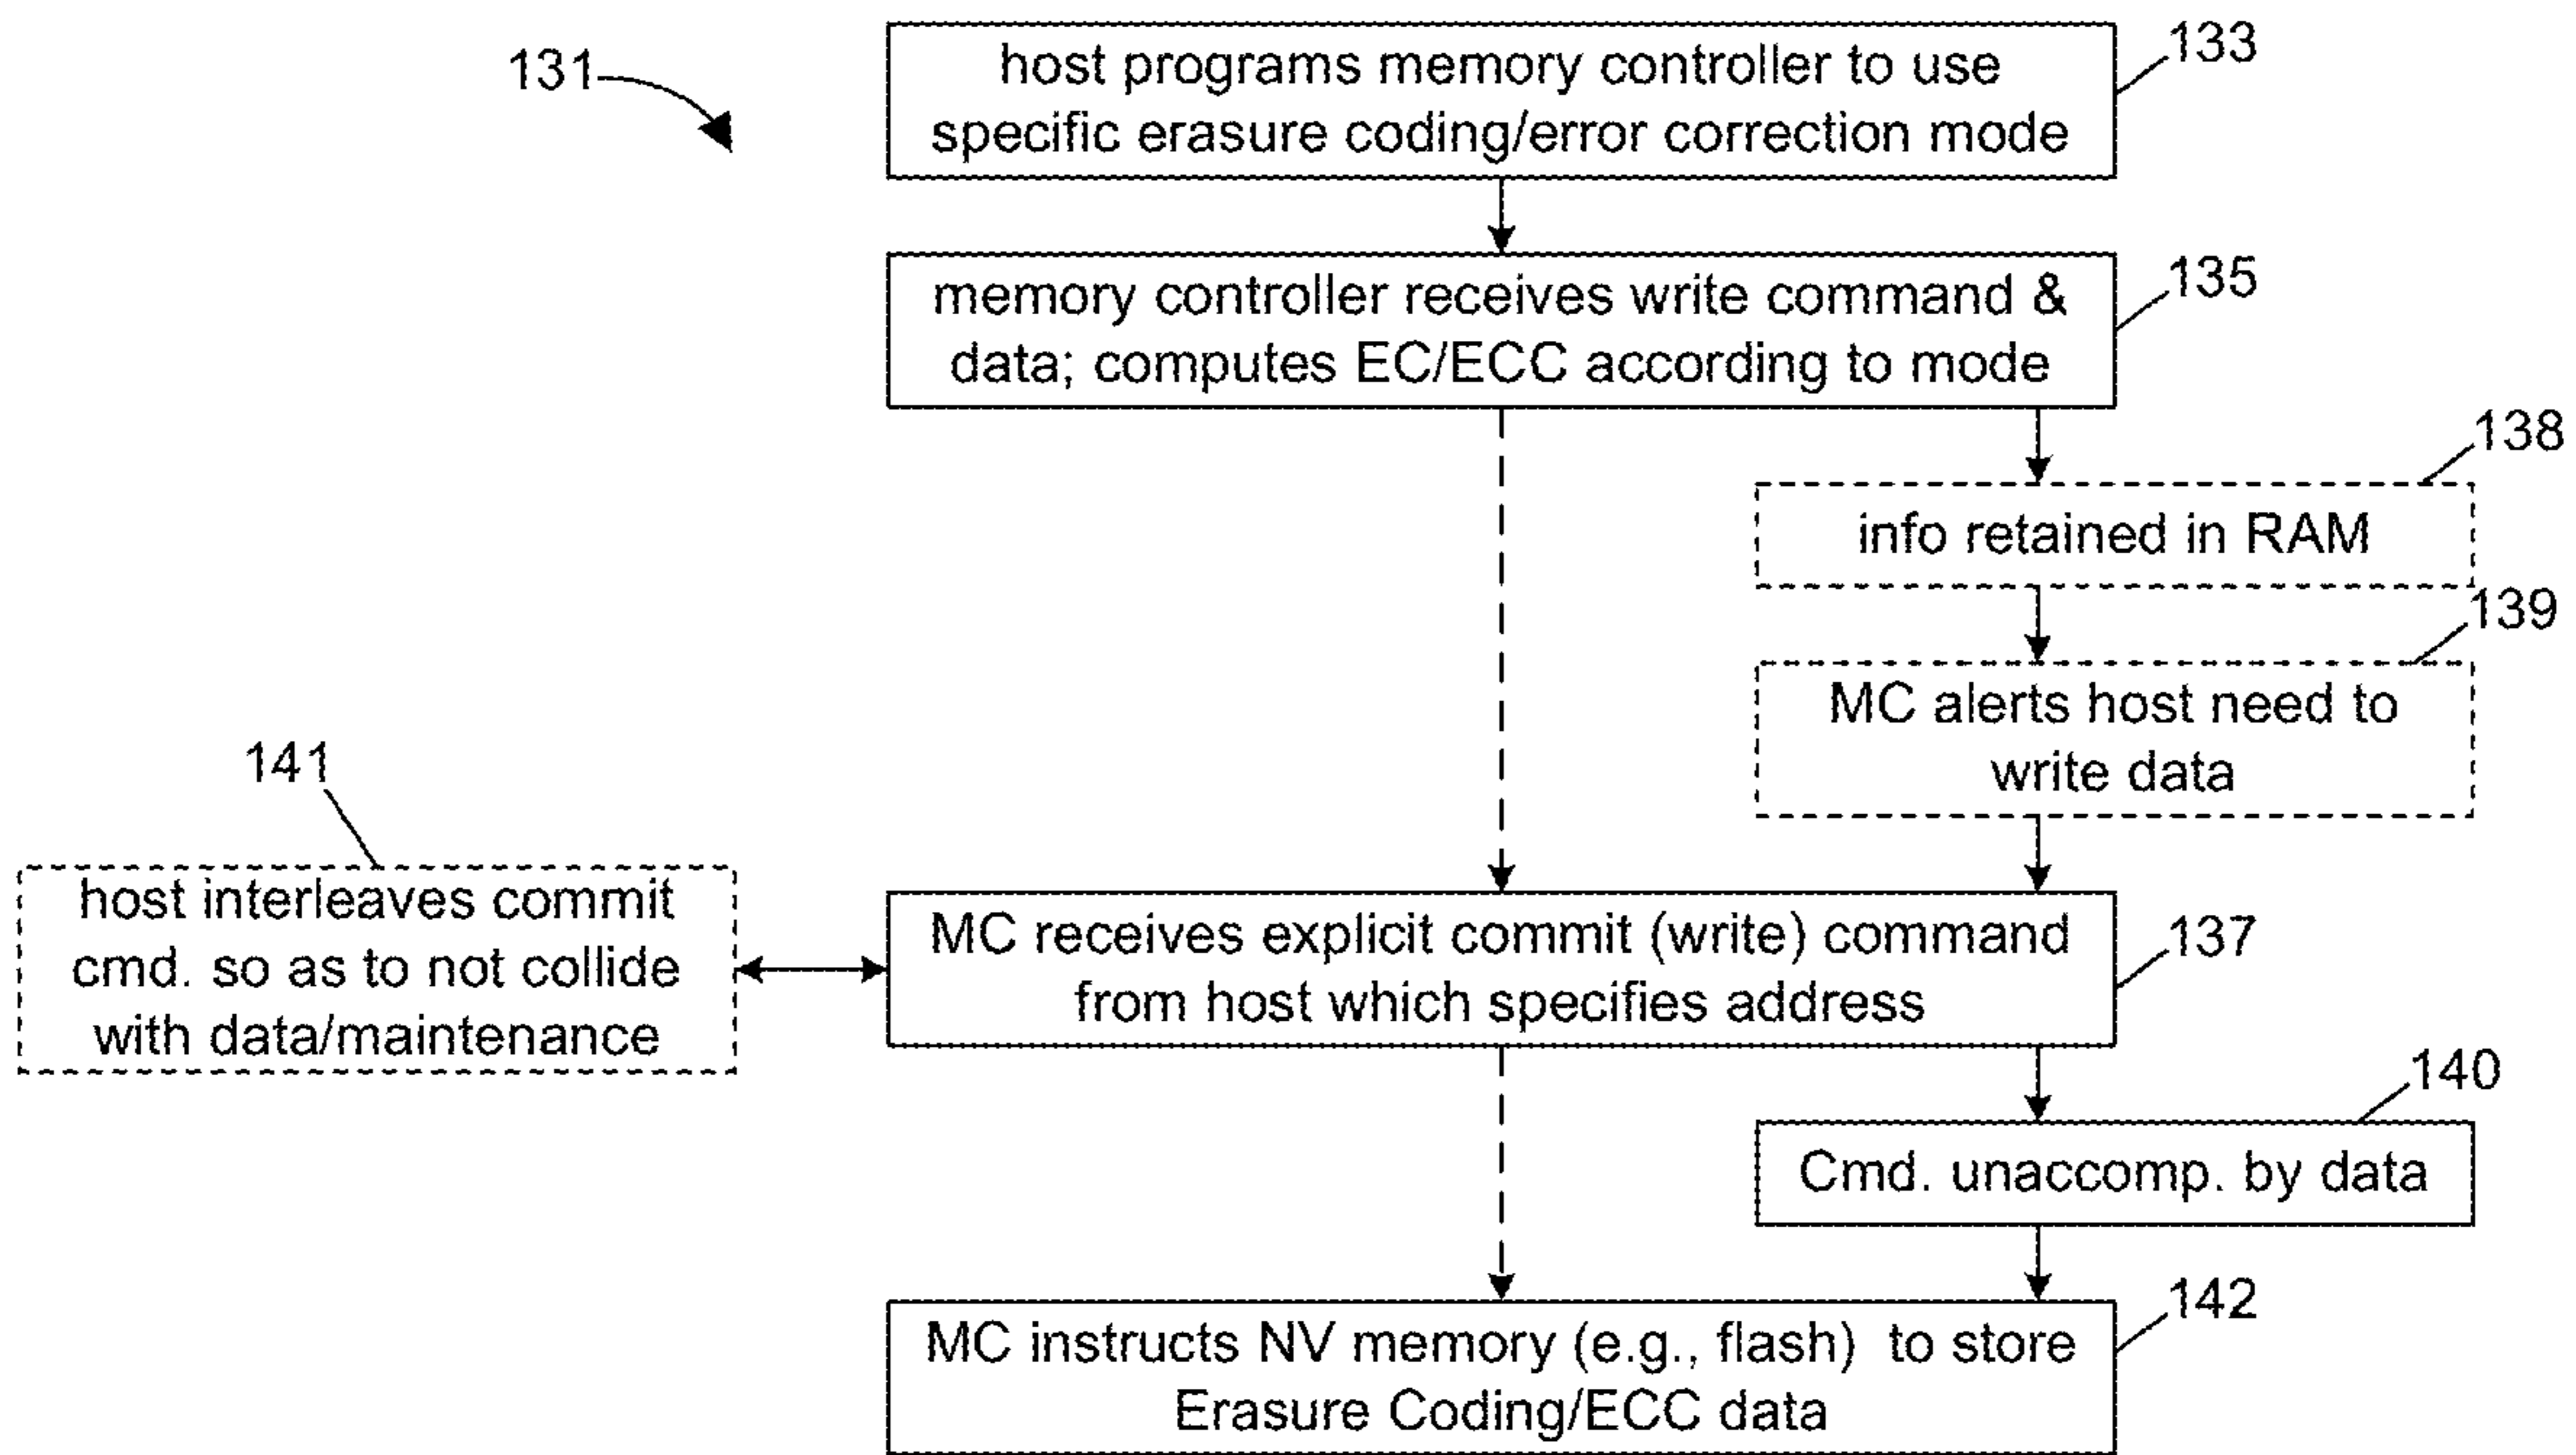 131
host programs memory controller to use
specific erasure coding/error correction mode
133
memory controller receives write command &
data; computes EC/ECC according to mode
135
138
info retained in RAM
139
MC alerts host need to
write data
141
host interleaves commit
cmd. so as to not collide
with data/maintenance
MC receives explicit commit (write) command
from host which specifies address
137
140
Cmd. unaccomp. by data
MC instructs NV memory (e.g., flash) to store
Erasure Coding/ECC data
142